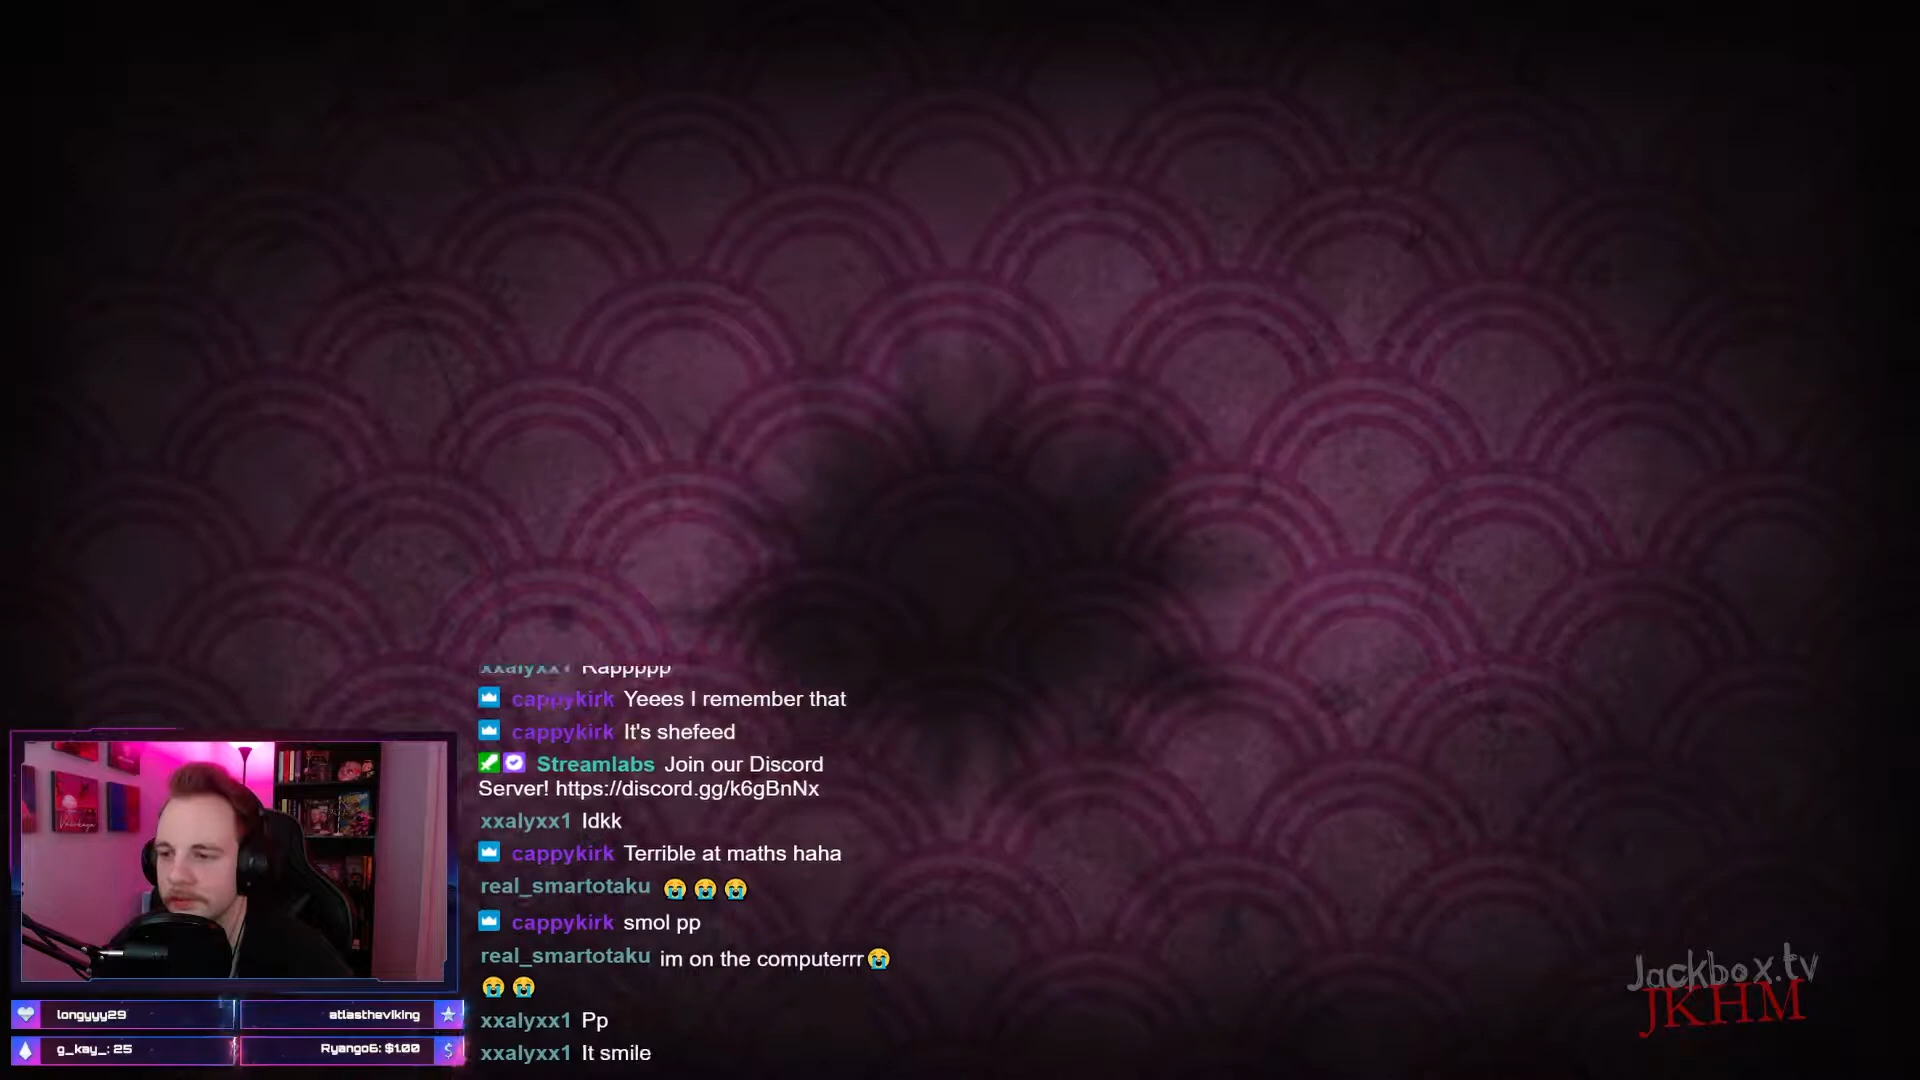 xxalyxx1 Rappppp
cappykirk Yeees I remember that
cappykirk It's shefeed
Streamlabs Join our Discord
Server! https://discord.gg/k6gBnNx
xxalyxx1 Idkk
cappykirk Terrible at maths haha
real_smartotaku 😭 😭 😭
cappykirk smol pp
real_smartotaku im on the computerrr 😭
😭 😭
xxalyxx1 Pp
xxalyxx1 It smile
longyyy29
atlastheviking
g_kay_: 25
Ryango6: $1.00
Jackbox.tv
JKHM